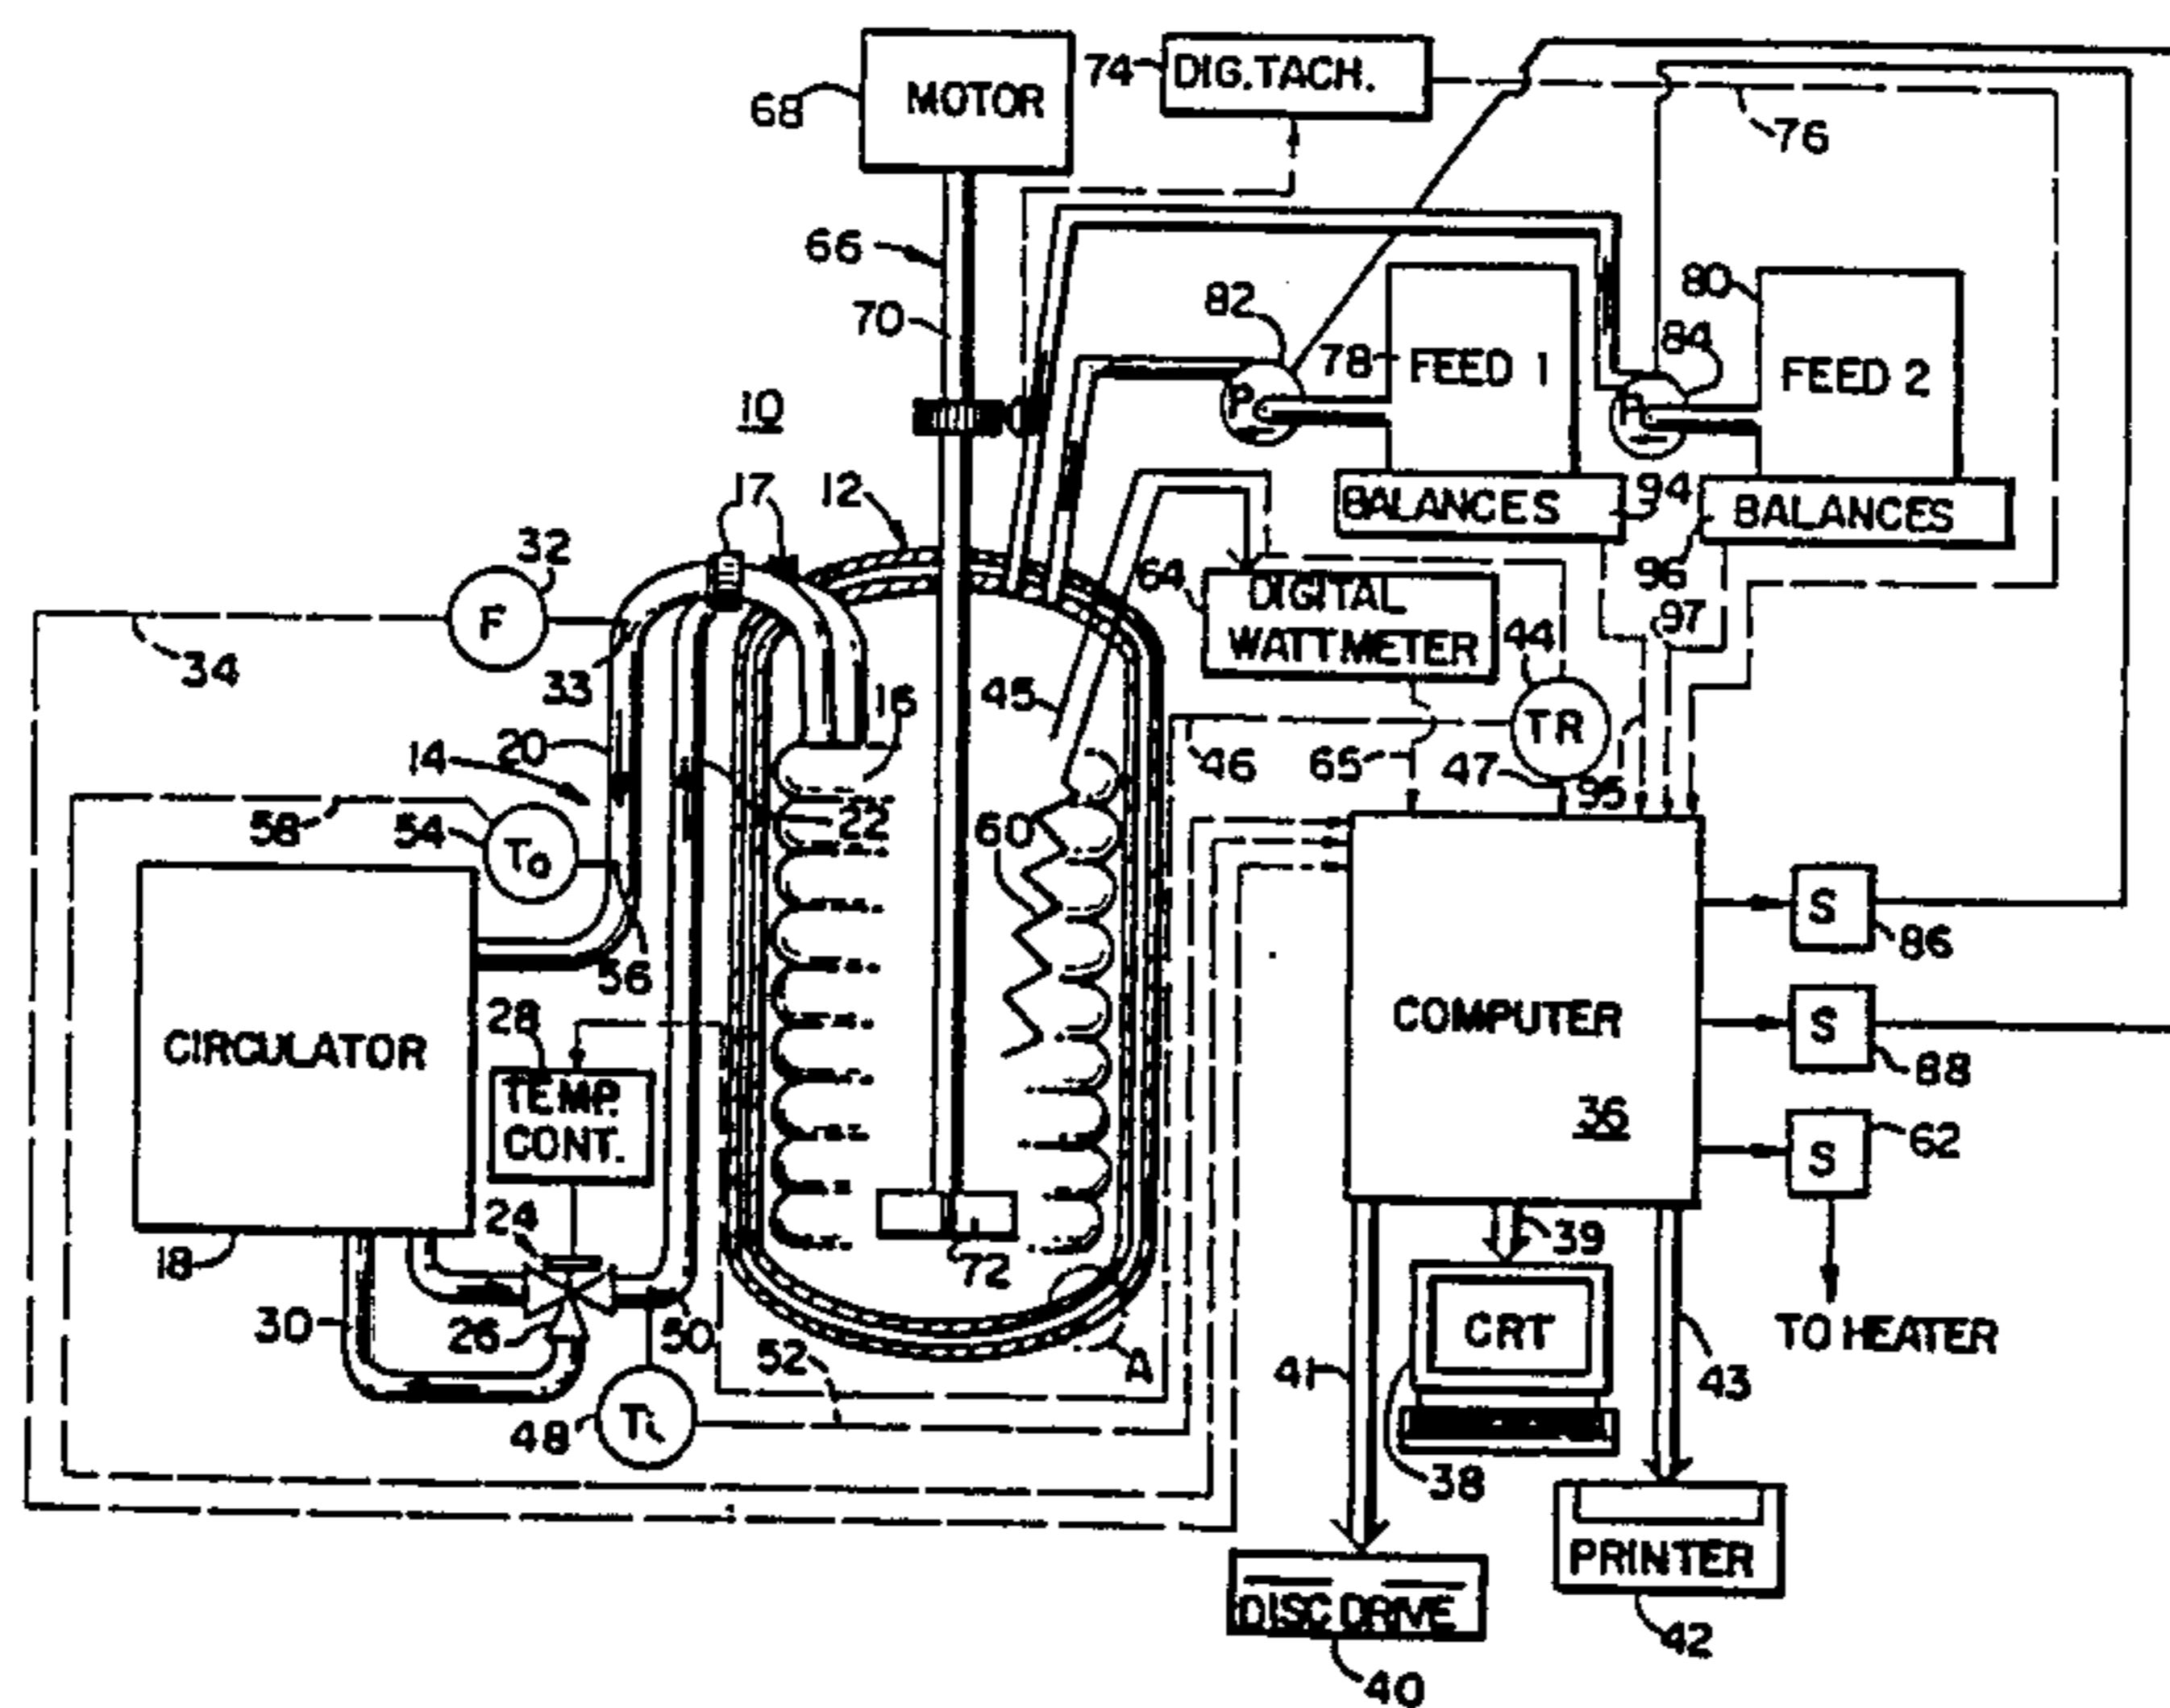 MOTOR
68
74
DIG. TACH.
76
66
70
82
78
FEED 1
80
84
FEED 2
P
P
10
17
12
BALANCES
94
BALANCES
96
97
32
F
34
33
64
DIGITAL
WATTMETER
44
TR
45
16
20
14
46
65
47
95
58
54
To
22
60
56
CIRCULATOR
28
TEMP.
CONT.
COMPUTER
36
S
86
S
88
S
62
24
18
30
26
50
72
52
A
39
41
CRT
43
TO HEATER
48
Ti
38
PRINTER
DISC DRIVE
42
40